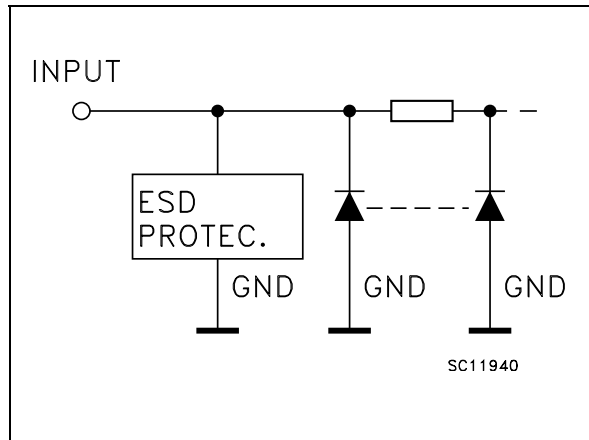 INPUT
ESD
PROTEC.
GND
GND
GND
SC11940